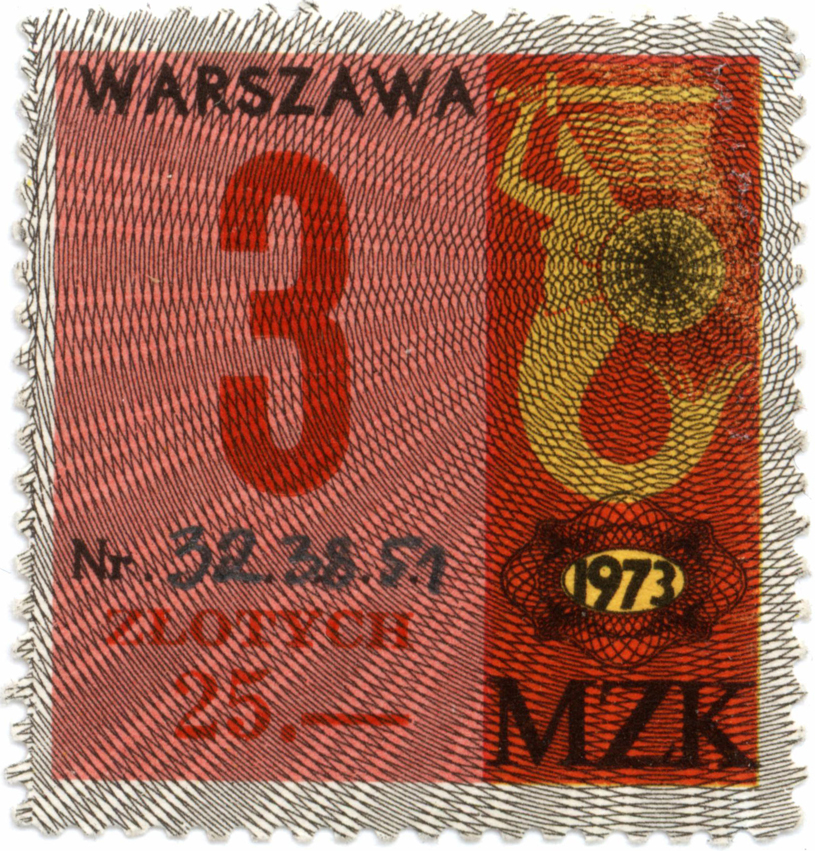 WARSZAWA
3
Nr. 32.38.51
ZŁOTYCH
25.—
1973
MZK